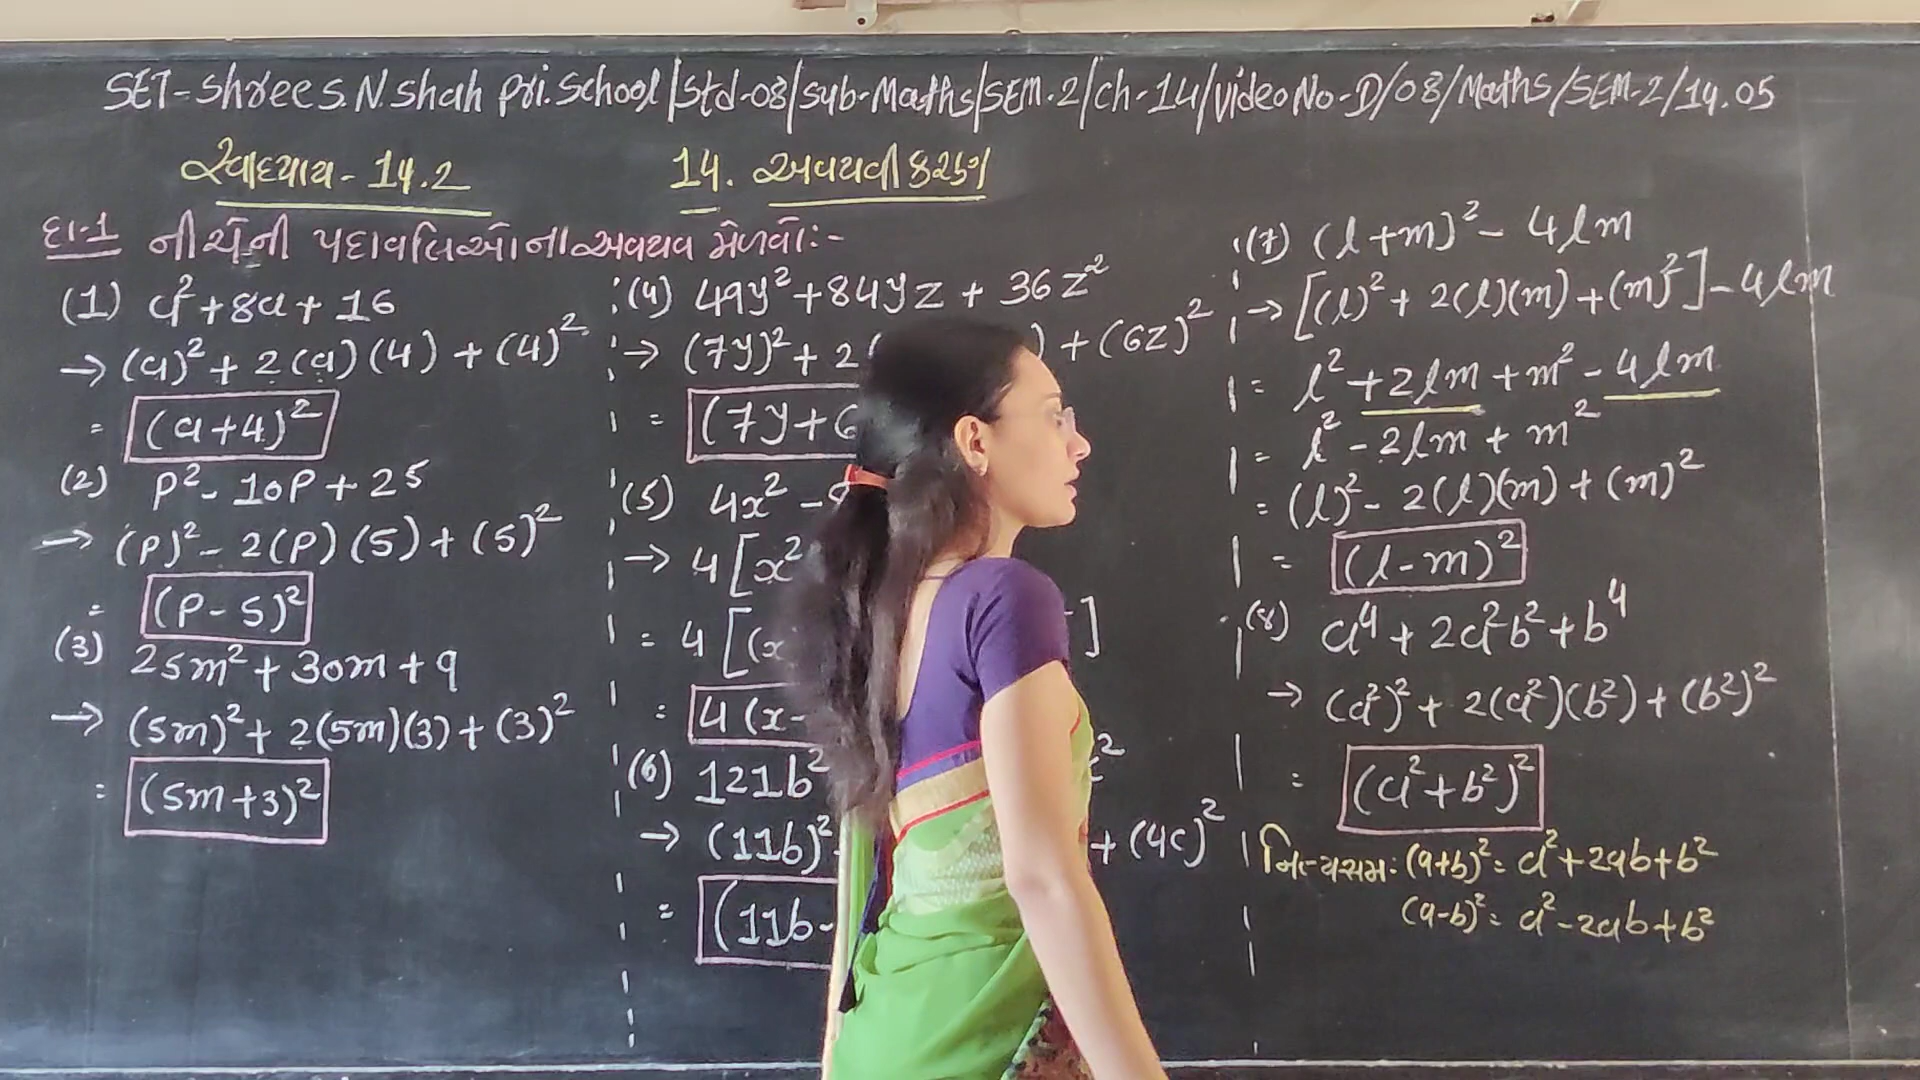 SET-Shree S.N.Shah pri.School/Std-08/Sub-Maths/SEM.2/ch-14/Video No-D/08/Maths/SEM-2/14.05
સ્વાધ્યાય-14.2
14. અવયવીકરણ
દા-1 નીચેની પદાવલિઓના અવયવ મેળવો:-
(1) a²+8a+16
→ (a)²+2(a)(4)+(4)²
= (a+4)²
(2) p²-10p+25
→ (p)²-2(p)(5)+(5)²
= (p-5)²
(3) 25m²+30m+9
→ (5m)²+2(5m)(3)+(3)²
= (5m+3)²
(4) 49y²+84yz+36z²
→ (7y)²+2( )+(6z)²
= (7y+6
(5) 4x²-8
→ 4[x²
= 4[(x ]
= 4(x-
(6) 121b² c²
→ (11b)² +(4c)²
= (11b-
(7) (l+m)²-4lm
→ [(l)²+2(l)(m)+(m)²]-4lm
= l²+2lm+m²-4lm
= l²-2lm+m²
= (l)²-2(l)(m)+(m)²
= (l-m)²
(8) a⁴+2a²b²+b⁴
→ (a²)²+2(a²)(b²)+(b²)²
= (a²+b²)²
નિત્યસમ: (a+b)²= a²+2ab+b²
(a-b)²= a²-2ab+b²